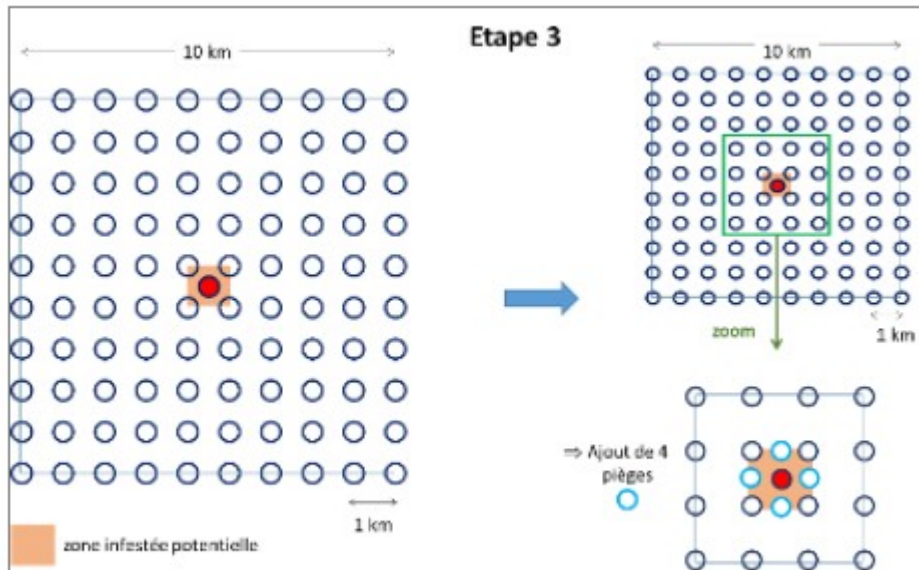 Etape 3
10 km
1 km
zone infestée potentielle
10 km
1 km
zoom
⇒ Ajout de 4
pièges